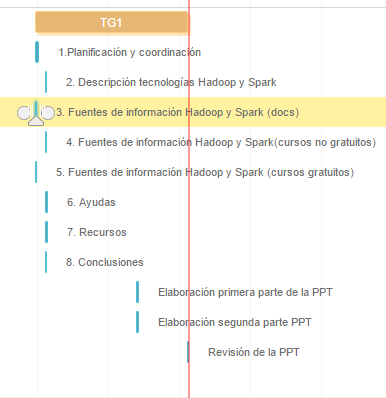 TG1
1.Planificación y coordinación
2. Descripción tecnologías Hadoop y Spark
3. Fuentes de información Hadoop y Spark (docs)
4. Fuentes de información Hadoop y Spark(cursos no gratuitos)
5. Fuentes de información Hadoop y Spark (cursos gratuitos)
6. Ayudas
7. Recursos
8. Conclusiones
Elaboración primera parte de la PPT
Elaboración segunda parte PPT
Revisión de la PPT